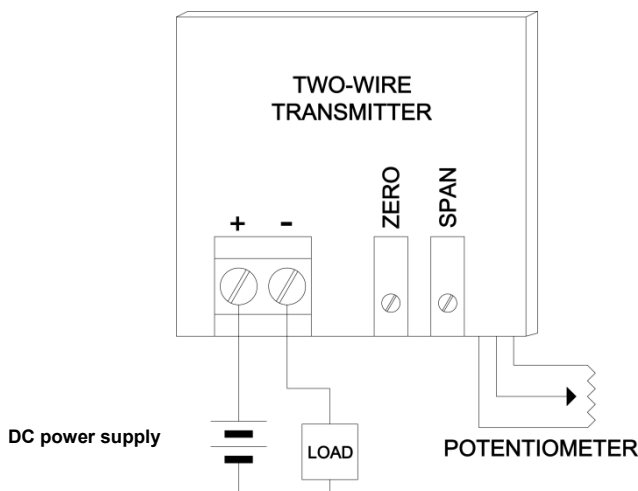 TWO-WIRE
TRANSMITTER
ZERO
SPAN
+ -
DC power supply
LOAD
POTENTIOMETER